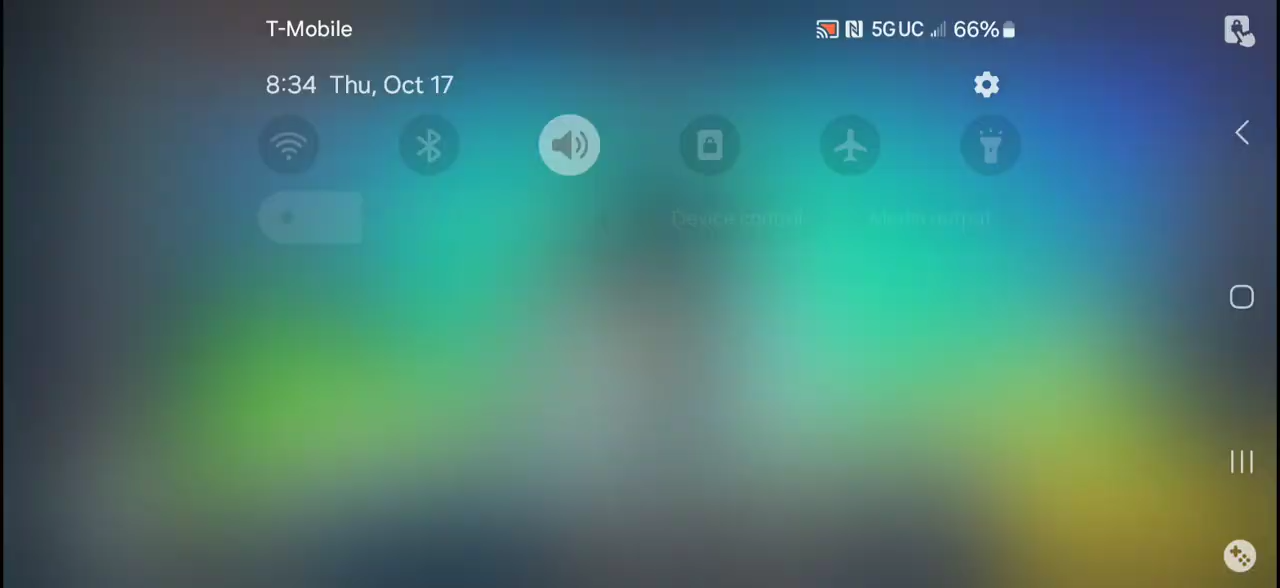 T-Mobile 5G UC 66%
8:34 Thu, Oct 17
Device control Media output